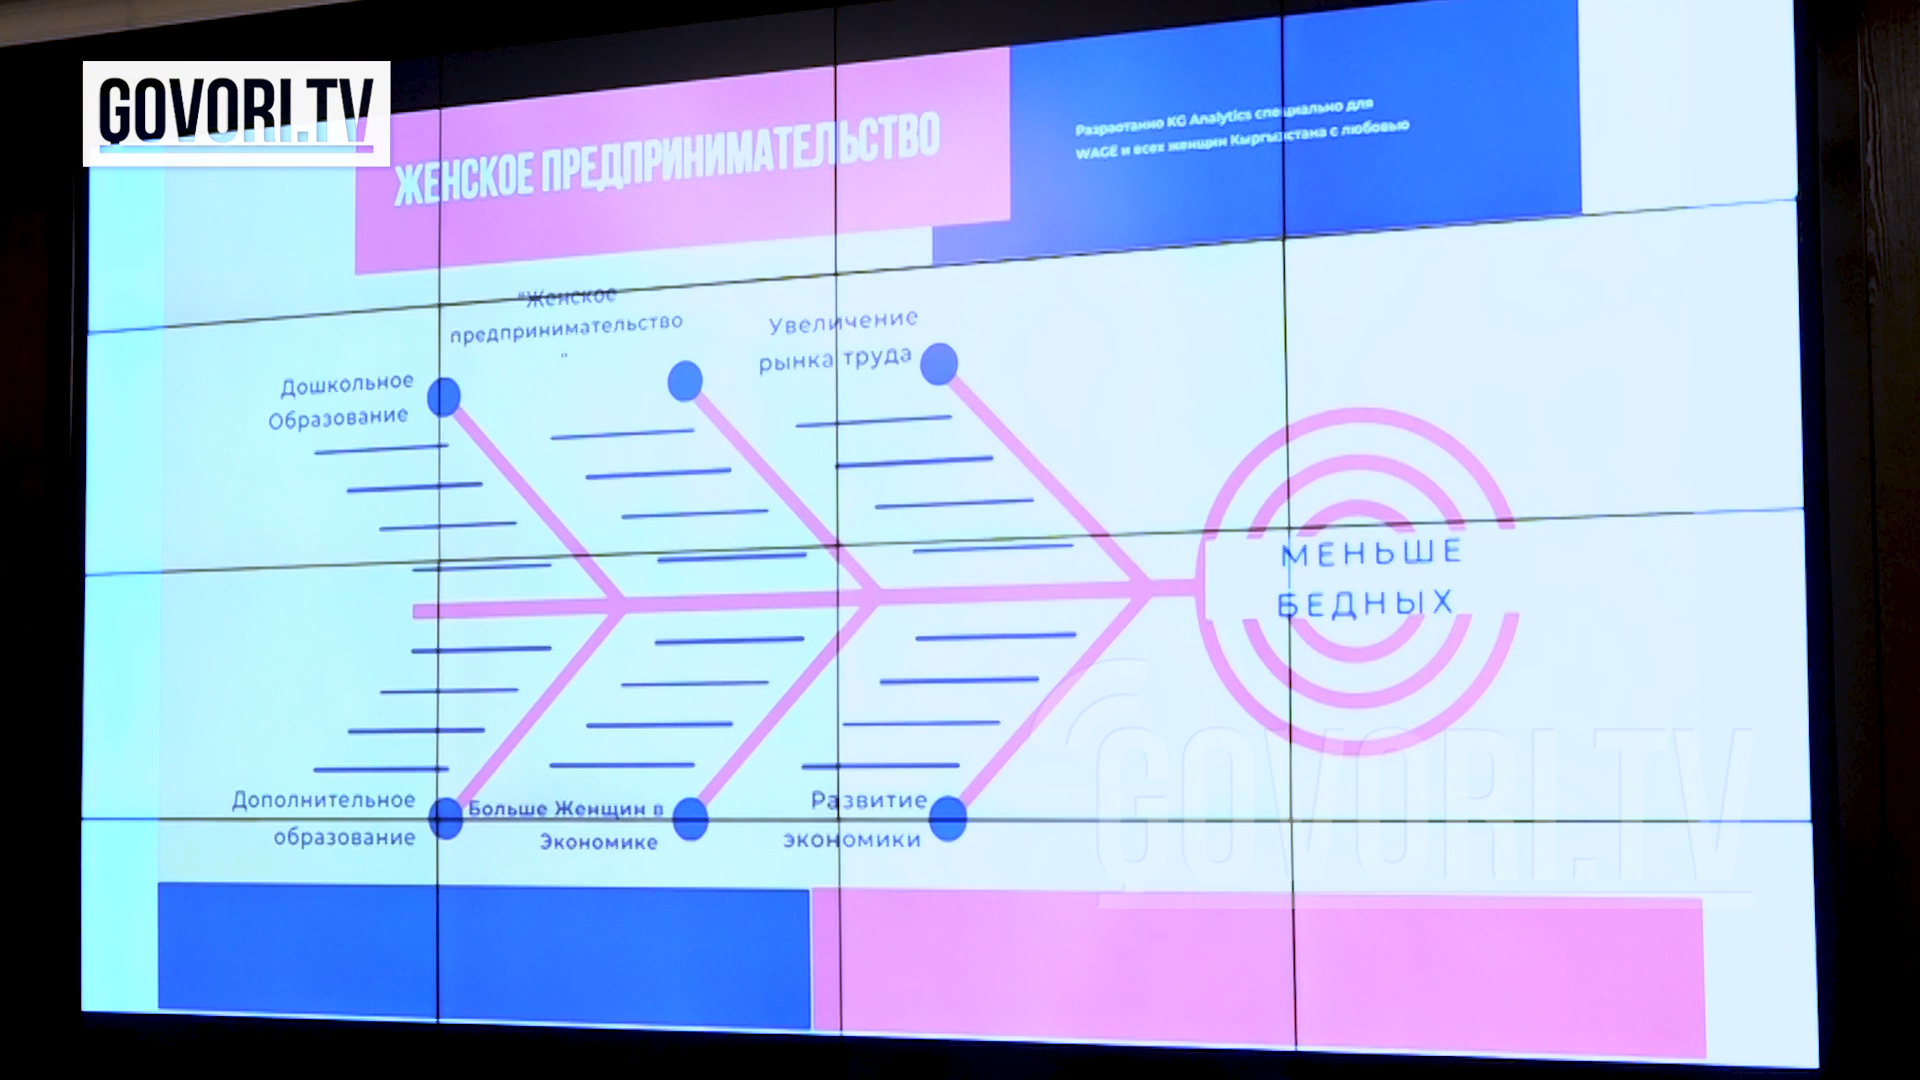 GOVORI.TV
ЖЕНСКОЕ ПРЕДПРИНИМАТЕЛЬСТВО
Разраотанно KG Analytics специально для
WAGE и всех женщин Кыргызстана с любовью
"Женское
предпринимательство
"
Увеличение
рынка труда
Дошкольное
Образование
МЕНЬШЕ
БЕДНЫХ
Дополнительное
образование
Больше Женщин в
Экономике
Развитие
экономики
GOVORI.TV